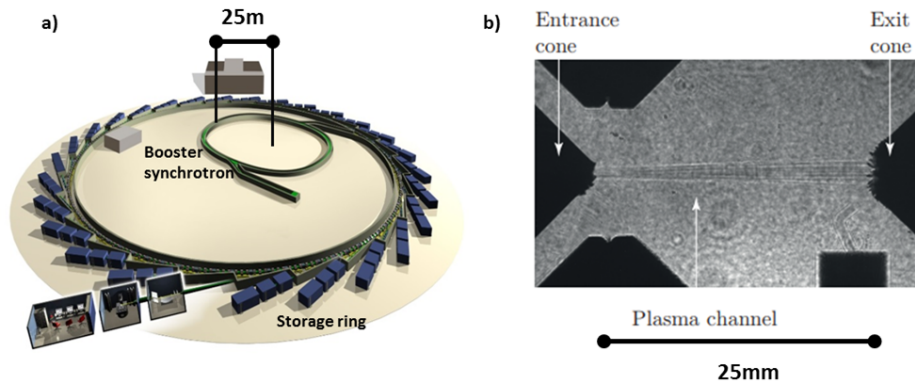 a)
25m
Booster
synchrotron
Storage ring
b)
Entrance
cone
Exit
cone
Plasma channel
25mm